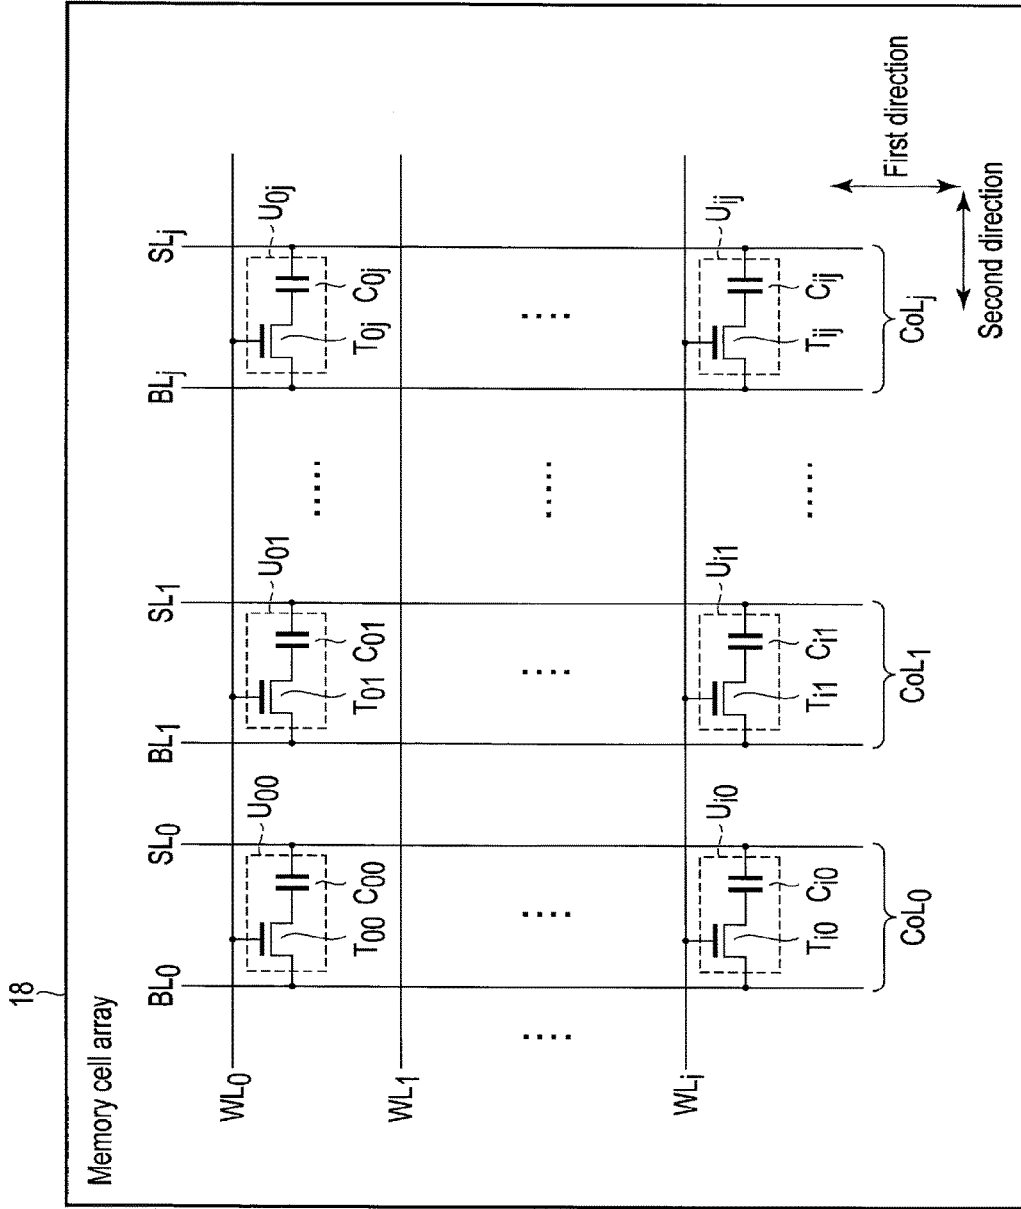 18
Memory cell array
BL₀ SL₀ BL₁ SL₁ BLⱼ SLⱼ
WL₀
U₀₀ U₀₁ U₀ⱼ
T₀₀ C₀₀ T₀₁ C₀₁ T₀ⱼ C₀ⱼ
WL₁
WLᵢ
Uᵢ₀ Uᵢ₁ Uᵢⱼ
Tᵢ₀ Cᵢ₀ Tᵢ₁ Cᵢ₁ Tᵢⱼ Cᵢⱼ
CoL₀ CoL₁ CoLⱼ
First direction
Second direction